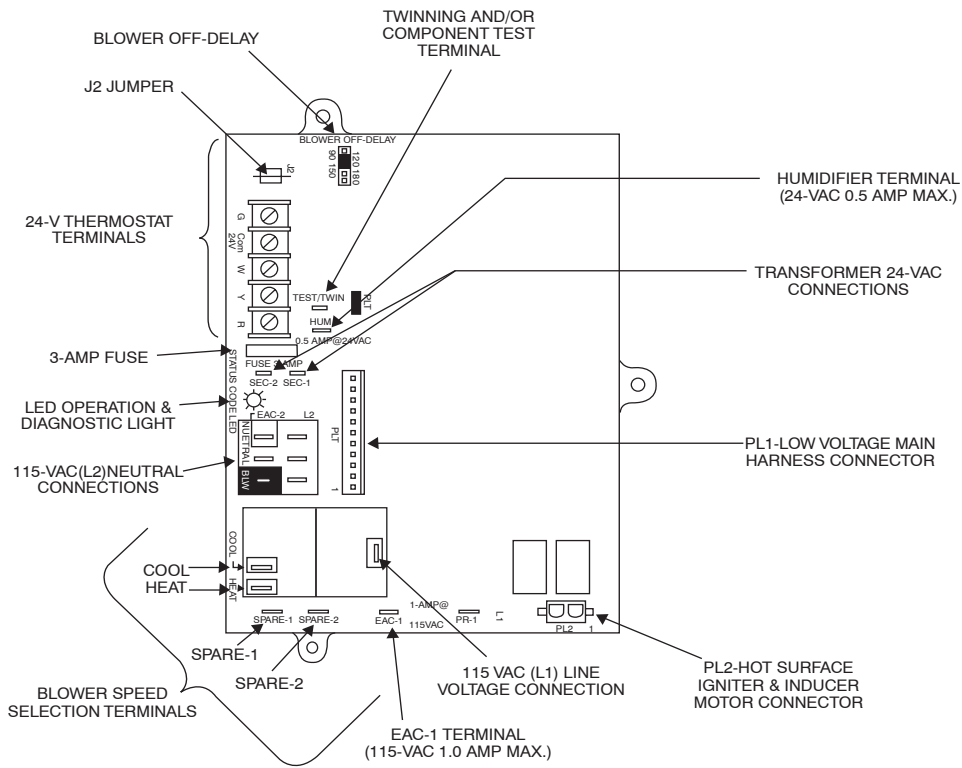 TWINNING AND/OR
COMPONENT TEST
TERMINAL
BLOWER OFF-DELAY
J2 JUMPER
BLOWER OFF-DELAY
90 150
120 180
J2
HUMIDIFIER TERMINAL
(24-VAC 0.5 AMP MAX.)
24-V THERMOSTAT
TERMINALS
G
Com
24V
W
Y
R
TEST/TWIN
PLT
HUM
0.5 AMP@24VAC
TRANSFORMER 24-VAC
CONNECTIONS
3-AMP FUSE
FUSE 3-AMP
STATUS CODE LED
SEC-2 SEC-1
LED OPERATION &
DIAGNOSTIC LIGHT
EAC-2 L2
NUETRAL
BLW
PLT
1
PL1-LOW VOLTAGE MAIN
HARNESS CONNECTOR
115-VAC(L2)NEUTRAL
CONNECTIONS
COOL
HEAT
COOL
HEAT
SPARE-1 SPARE-2 EAC-1
1-AMP@
115VAC
PR-1
L1
PL2 1
SPARE-1
SPARE-2
BLOWER SPEED
SELECTION TERMINALS
115 VAC (L1) LINE
VOLTAGE CONNECTION
PL2-HOT SURFACE
IGNITER & INDUCER
MOTOR CONNECTOR
EAC-1 TERMINAL
(115-VAC 1.0 AMP MAX.)